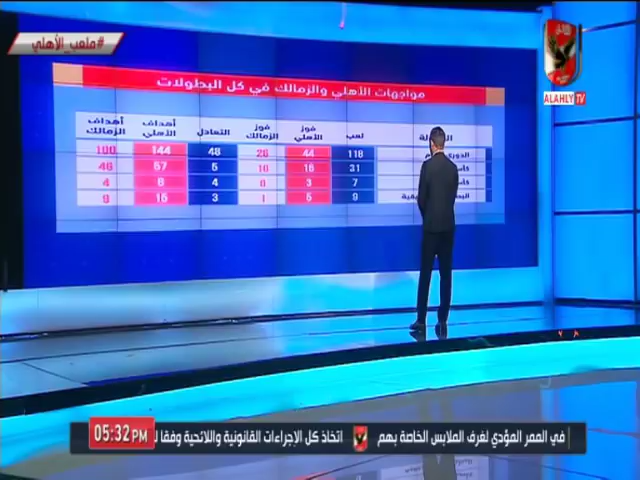 #ملعب_الأهلي
ALAHLY TV
مواجهات الأهلي والزمالك في كل البطولات
لعب فوز الأهلي فوز الزمالك التعادل أهداف الأهلي أهداف الزمالك
الدوري 118 44 26 48 144 100
31 16 10 5 57 46
7 3 0 4 8 4
9 5 1 3 15 9
في الممر المؤدي لغرف الملابس الخاصة بهم اتخاذ كل الإجراءات القانونية واللائحية وفقا ل
05:32 PM